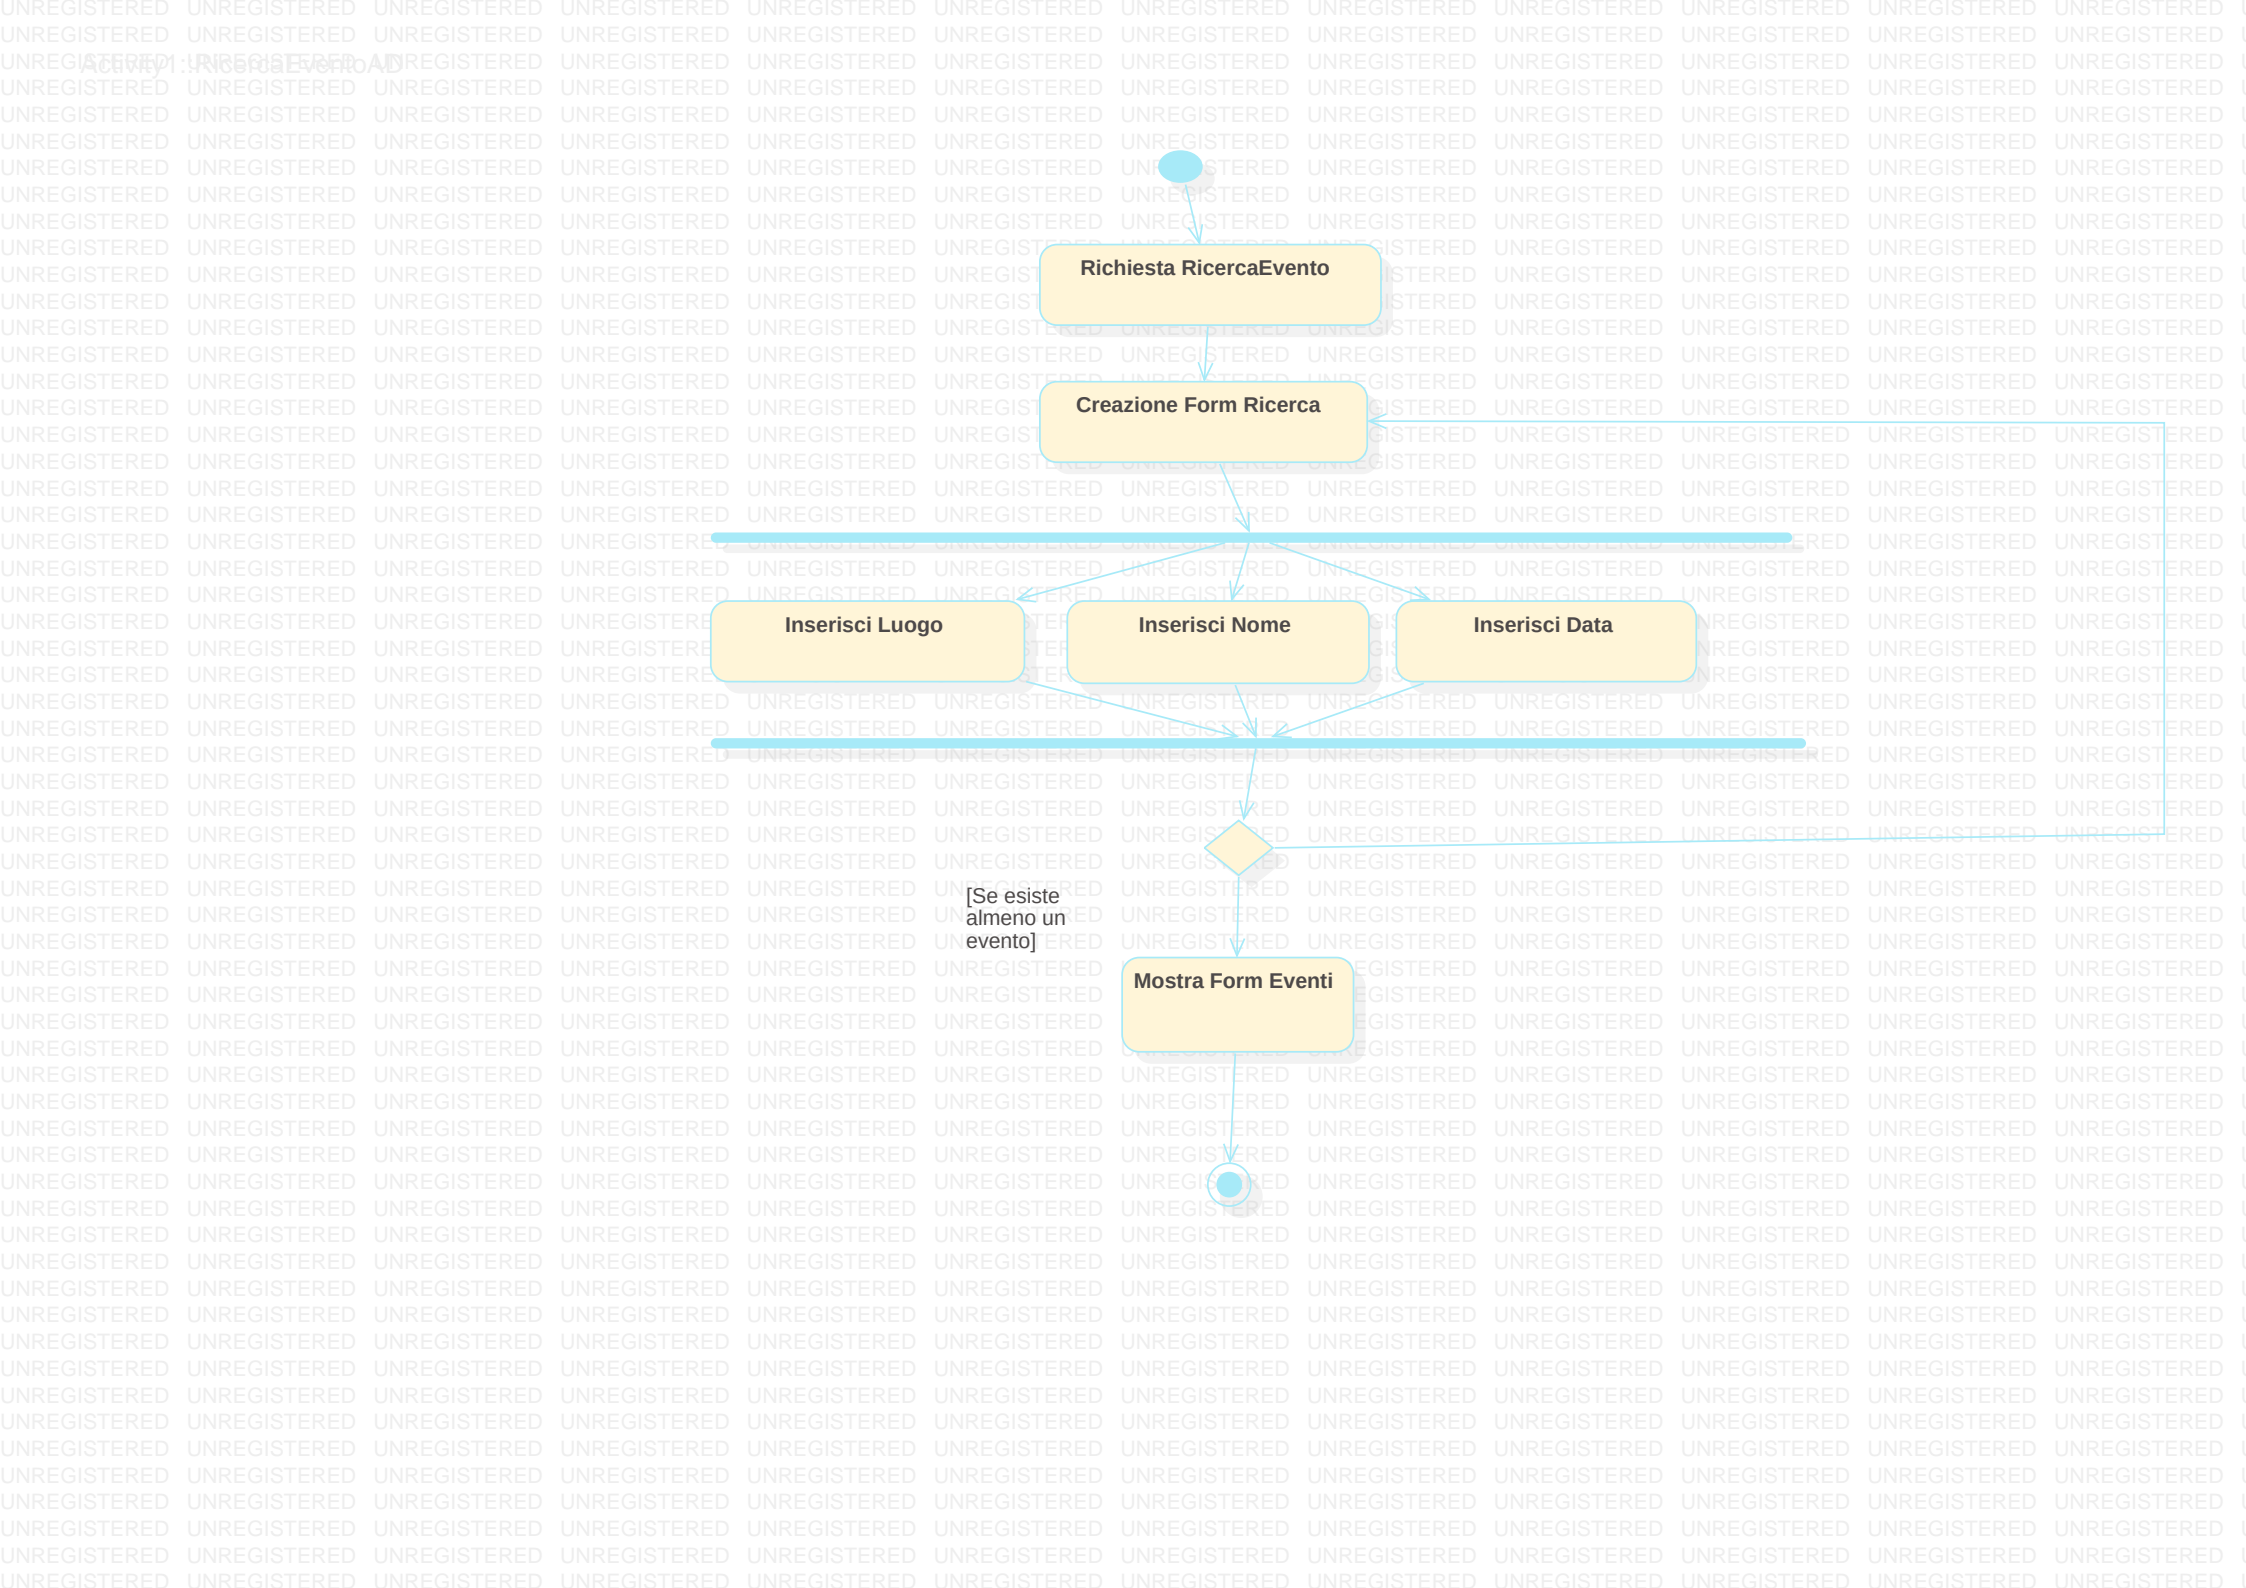 Activity1::RicercaEventoAD
Richiesta RicercaEvento
Creazione Form Ricerca
Inserisci Luogo
Inserisci Nome
Inserisci Data
[Se esiste
almeno un
evento]
Mostra Form Eventi
UNREGISTERED